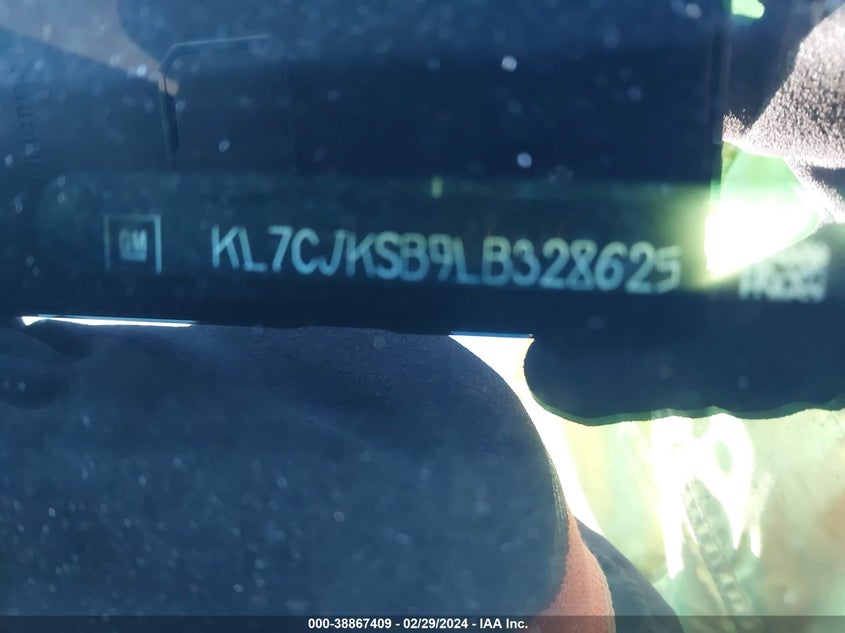 GM KL7CJKSB9LB328625
000-38867409 - 02/29/2024 - IAA Inc.